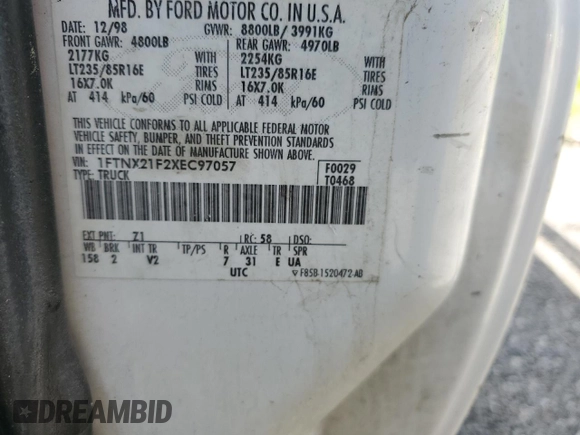 MFD. BY FORD MOTOR CO. IN U.S.A.
DATE: 12/98 GVWR: 8800LB/ 3991KG
FRONT GAWR: 4800LB REAR GAWR: 4970LB
2177KG WITH 2254KG WITH
LT235/85R16E TIRES LT235/85R16E TIRES
16X7.0K RIMS 16X7.0K RIMS
AT 414 kPa/60 PSI COLD AT 414 kPa/60 PSI COLD
THIS VEHICLE CONFORMS TO ALL APPLICABLE FEDERAL MOTOR
VEHICLE SAFETY, BUMPER, AND THEFT PREVENTION STANDARDS
IN EFFECT ON THE DATE OF MANUFACTURE SHOWN ABOVE.
VIN: 1FTNX21F2XEC97057 F0029
TYPE: TRUCK T0468
EXT PNT: Z1 RC: 58 DSO:
WB BRK INT TR TP/PS R AXLE TR SPR
158 2 V2 7 31 E UA
UTC F85B-1520472-AB
DREAMBID